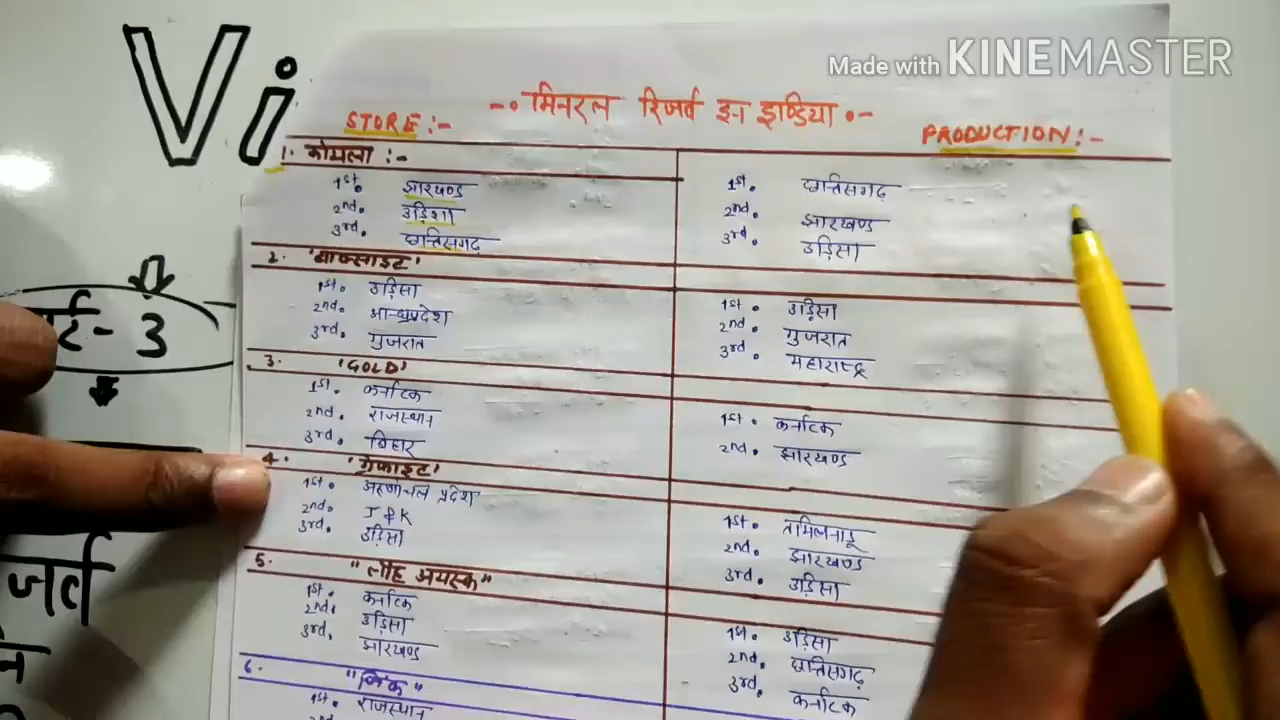 Made with KINEMASTER
Vi
-• मिनरल रिजर्व इन इण्डिया •-
STORE :-
PRODUCTION :-
1. कोयला :-
1st. झारखण्ड
2nd. उड़िशा
3rd. छत्तिसगढ़
1st. छत्तिसगढ़
2nd. झारखण्ड
3rd. उड़िसा
2. 'बाक्साइट'
1st. उड़िसा
2nd. आन्ध्रप्रदेश
3rd. गुजरात
1st. उड़िसा
2nd. गुजरात
3rd. महाराष्ट्र
3. 'GOLD'
1st. कर्नाटक
2nd. राजस्थान
3rd. बिहार
1st. कर्नाटक
2nd. झारखण्ड
4. 'ग्रेफाइट'
1st. अरूणाचल प्रदेश
2nd. J & K
3rd. उड़िसा
1st. तमिलनाडू
2nd. झारखण्ड
3rd. उड़िसा
5. "लौह अयस्क"
1st. कर्नाटक
2nd. उड़िसा
3rd. झारखण्ड
1st. उड़िसा
2nd. छत्तिसगढ़
3rd. कर्नाटक
6. "जिंक"
1st. राजस्थान
- 3